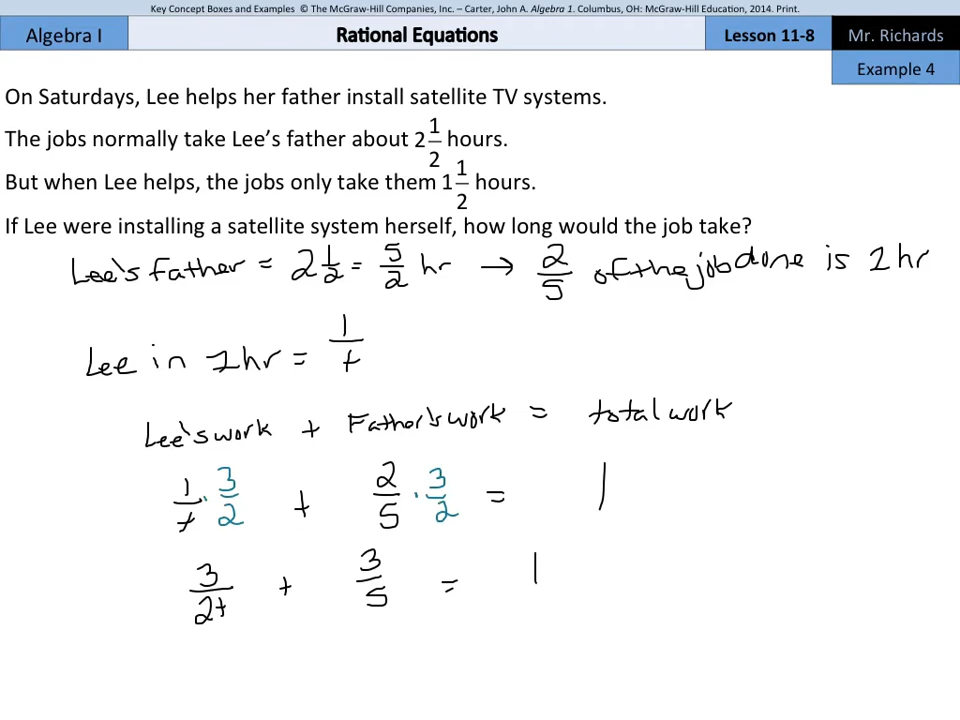 Key Concept Boxes and Examples © The McGraw-Hill Companies, Inc. – Carter, John A. Algebra 1. Columbus, OH: McGraw-Hill Education, 2014. Print.
Algebra I
Rational Equations
Lesson 11-8
Mr. Richards
Example 4
On Saturdays, Lee helps her father install satellite TV systems.
The jobs normally take Lee's father about 2 1/2 hours.
But when Lee helps, the jobs only take them 1 1/2 hours.
If Lee were installing a satellite system herself, how long would the job take?
Lee's father = 2 1/2 = 5/2 hr → 2/5 of the job done is 1 hr
Lee in 1 hr = 1/t
Lee's work + Father's work = total work
1/t · 3/2 + 2/5 · 3/2 = 1
3/2t + 3/5 = 1